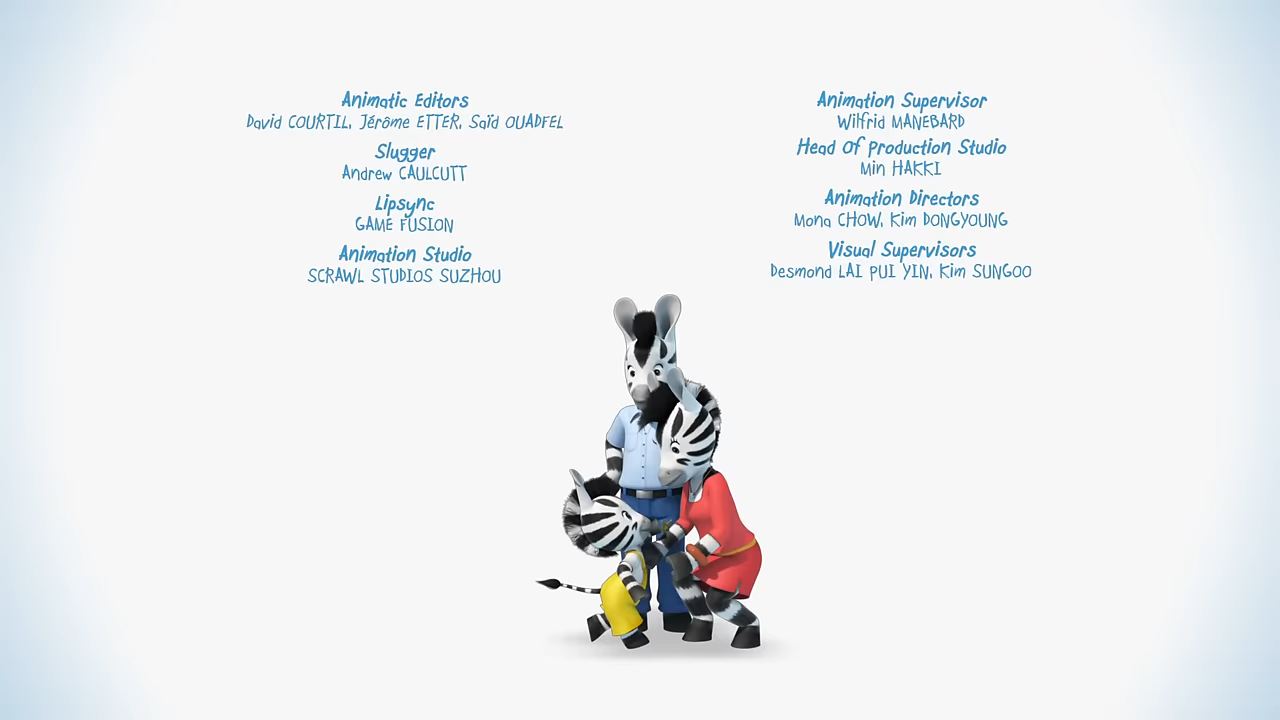 Animatic Editors
David COURTIL, Jérôme ETTER, Saïd OUADFEL
Slugger
Andrew CAULCUTT
Lipsync
GAME FUSION
Animation Studio
SCRAWL STUDIOS SUZHOU
Animation Supervisor
Wilfrid MANEBARD
Head Of Production Studio
Min HAKKI
Animation Directors
Mona CHOW, Kim DONGYOUNG
Visual Supervisors
Desmond LAI PUI YIN, Kim SUNGOO